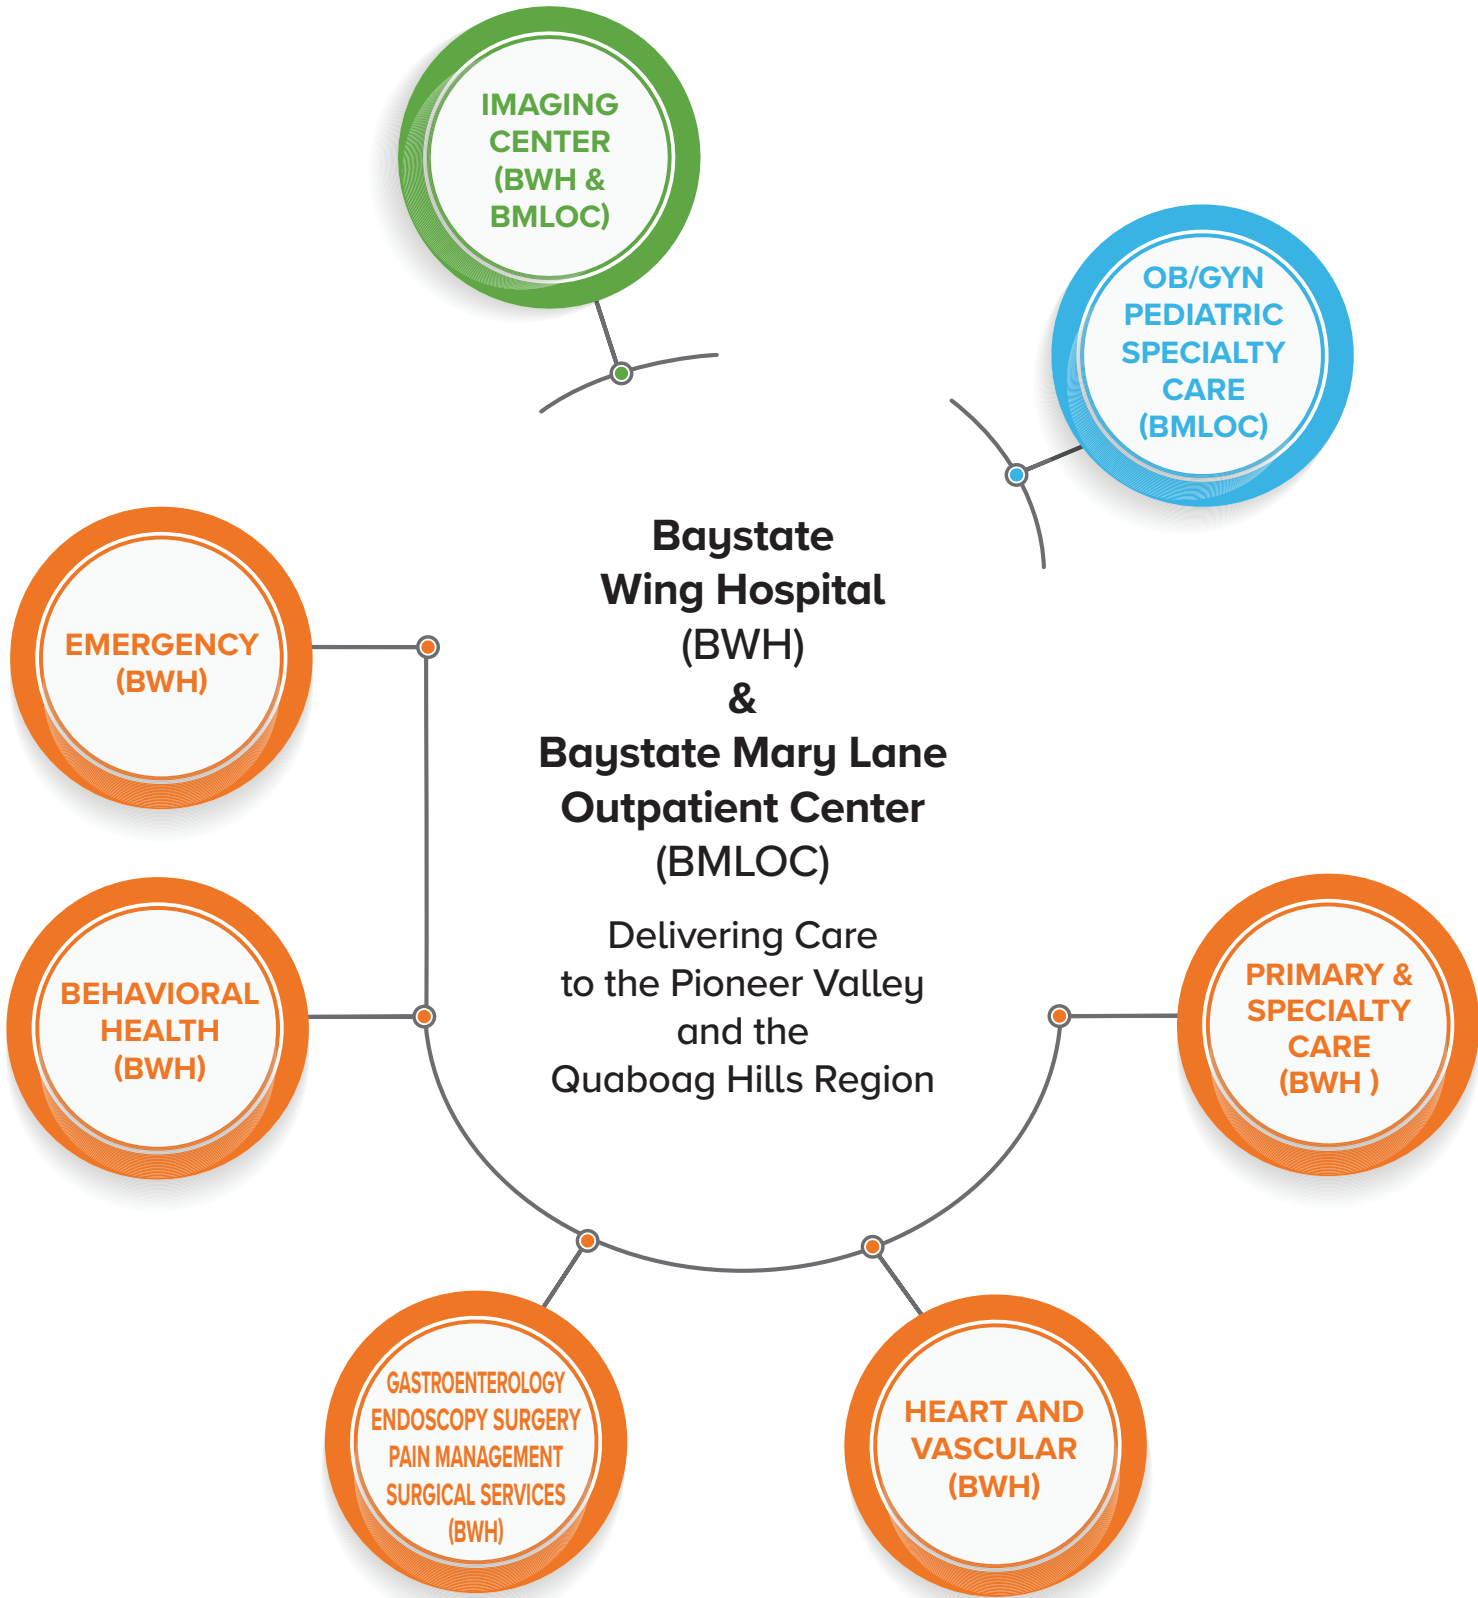 IMAGING
CENTER
(BWH &
BMLOC)
OB/GYN
PEDIATRIC
SPECIALTY
CARE
(BMLOC)
EMERGENCY
(BWH)
Baystate
Wing Hospital
(BWH)
&
Baystate Mary Lane
Outpatient Center
(BMLOC)
Delivering Care
to the Pioneer Valley
and the
Quaboag Hills Region
BEHAVIORAL
HEALTH
(BWH)
PRIMARY &
SPECIALTY
CARE
(BWH )
GASTROENTEROLOGY
ENDOSCOPY SURGERY
PAIN MANAGEMENT
SURGICAL SERVICES
(BWH)
HEART AND
VASCULAR
(BWH)